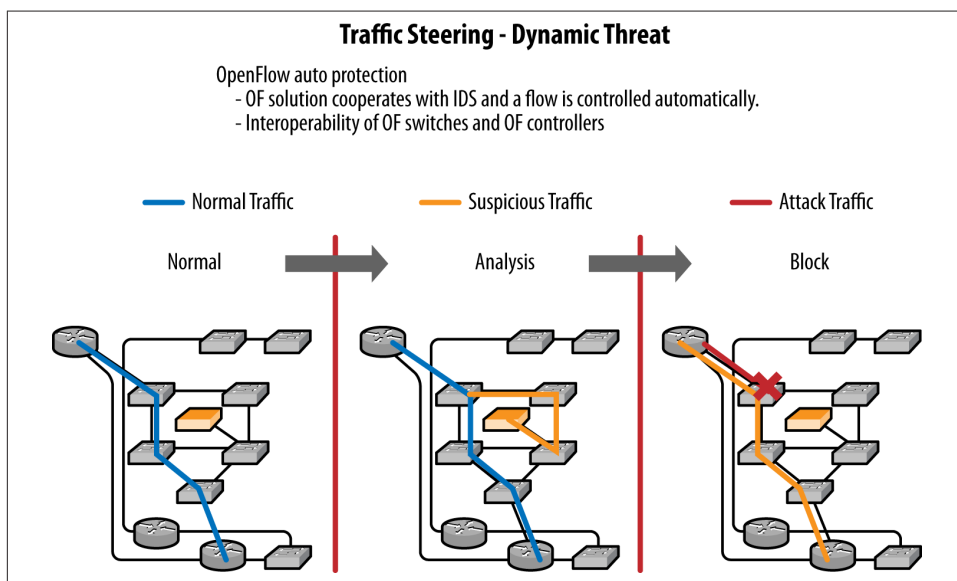 Traffic Steering - Dynamic Threat
OpenFlow auto protection
- OF solution cooperates with IDS and a flow is controlled automatically.
- Interoperability of OF switches and OF controllers
Normal Traffic
Suspicious Traffic
Attack Traffic
Normal
Analysis
Block